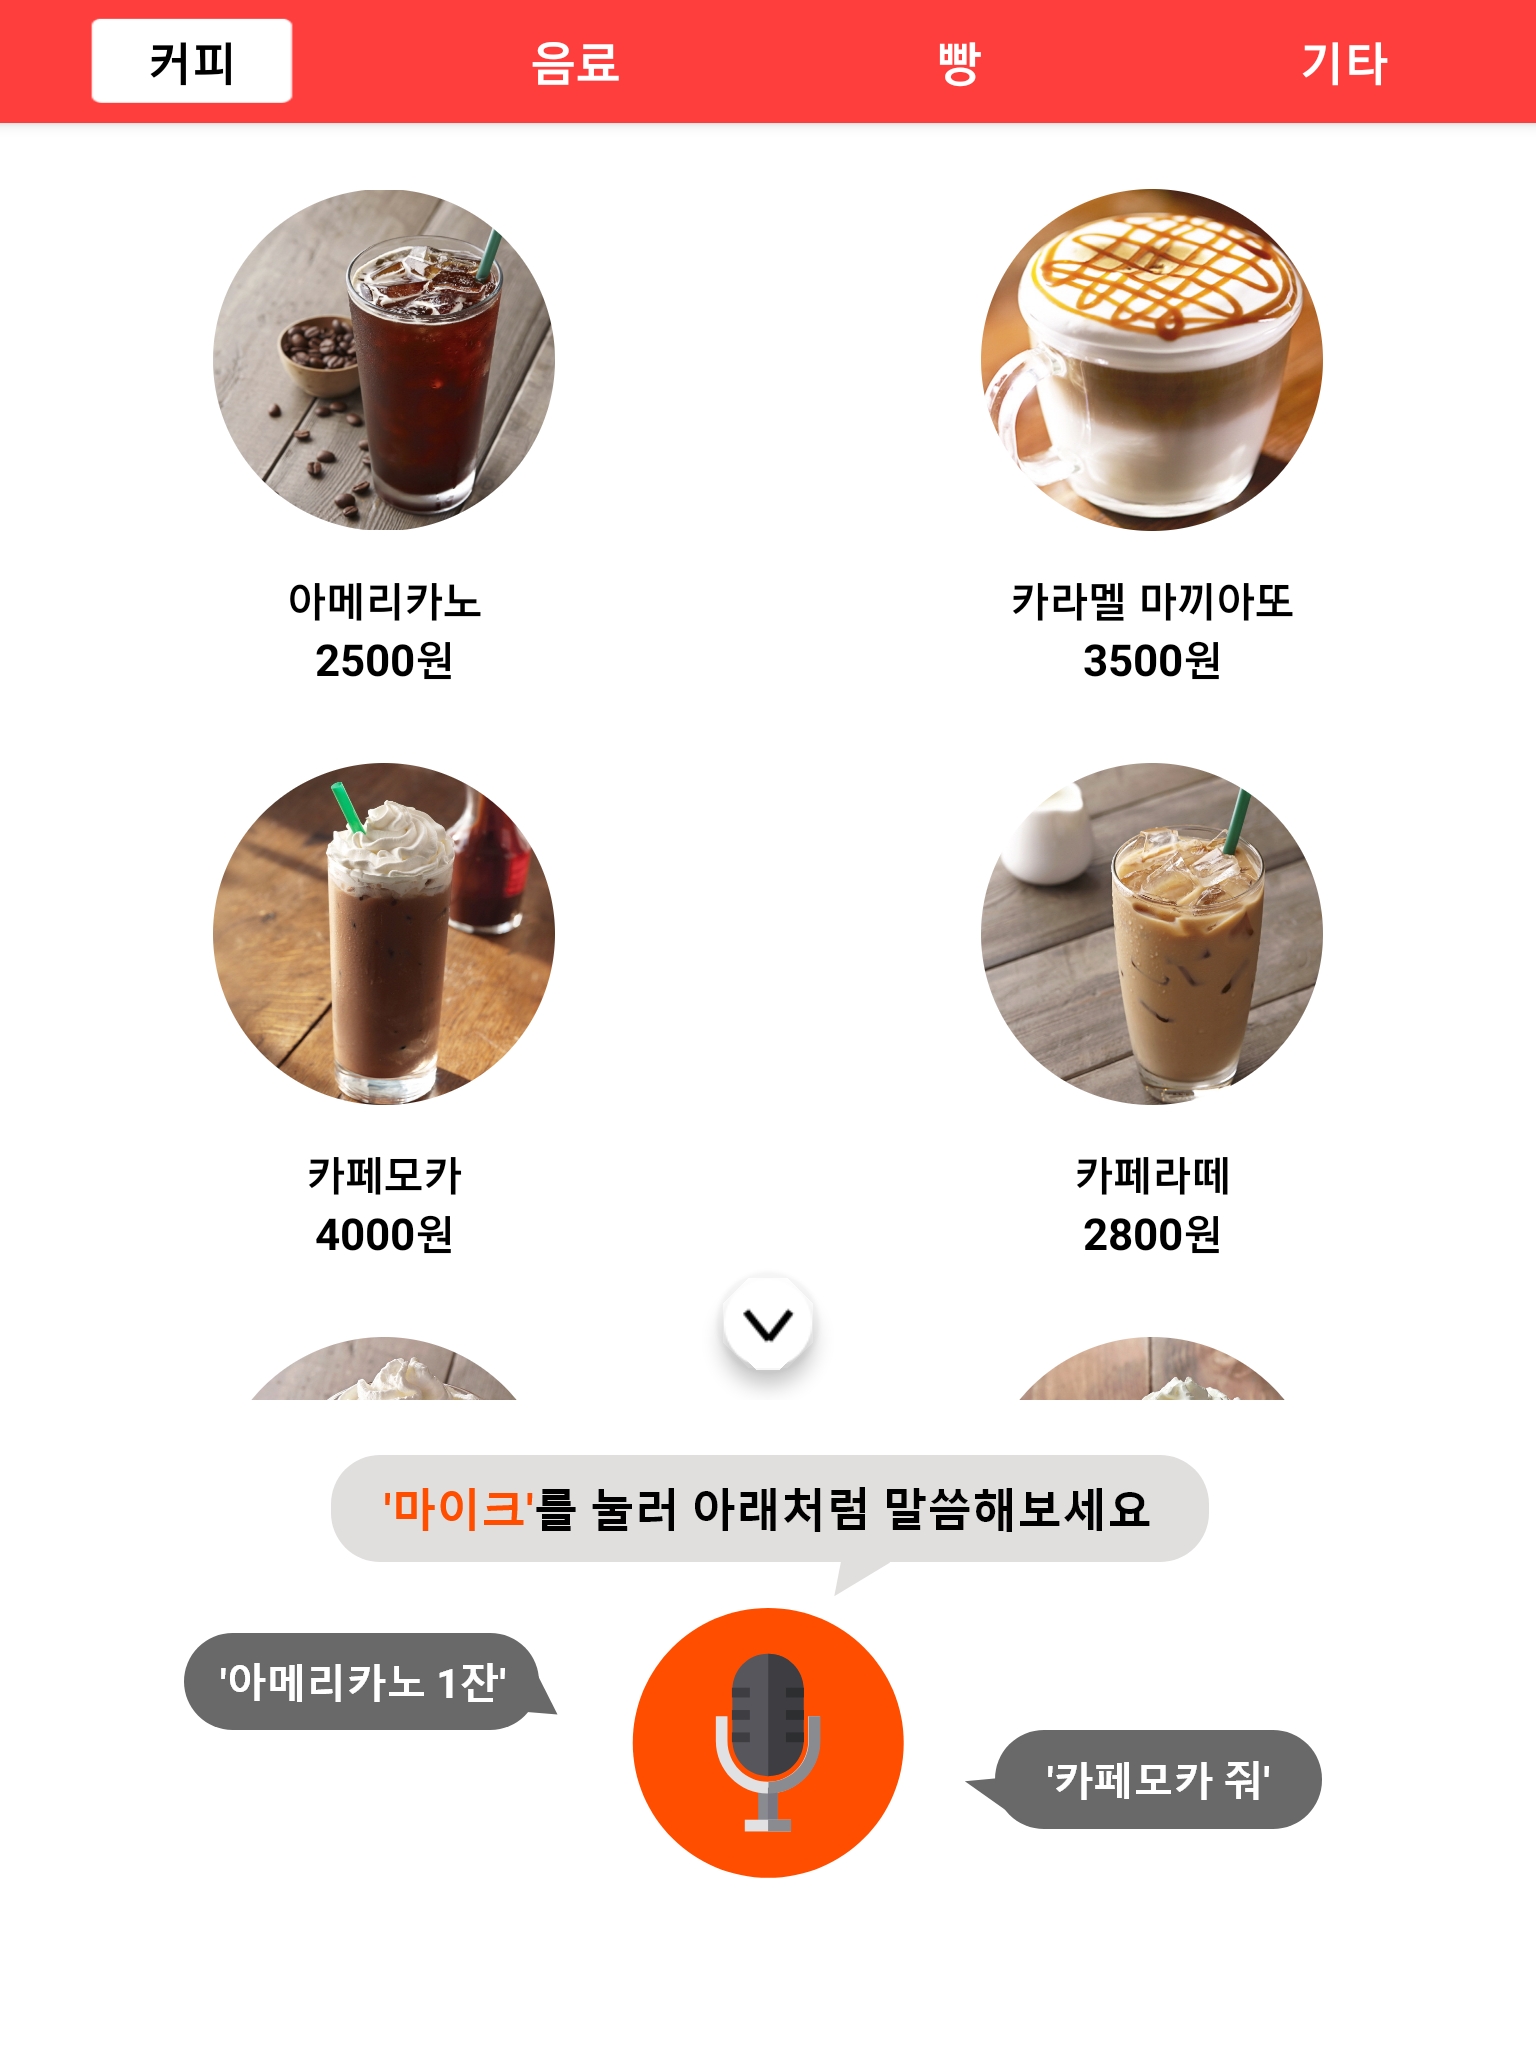 커피
음료
빵
기타
아메리카노
2500원
카라멜 마끼아또
3500원
카페모카
4000원
카페라떼
2800원
'마이크'를 눌러 아래처럼 말씀해보세요
'아메리카노 1잔'
'카페모카 줘'